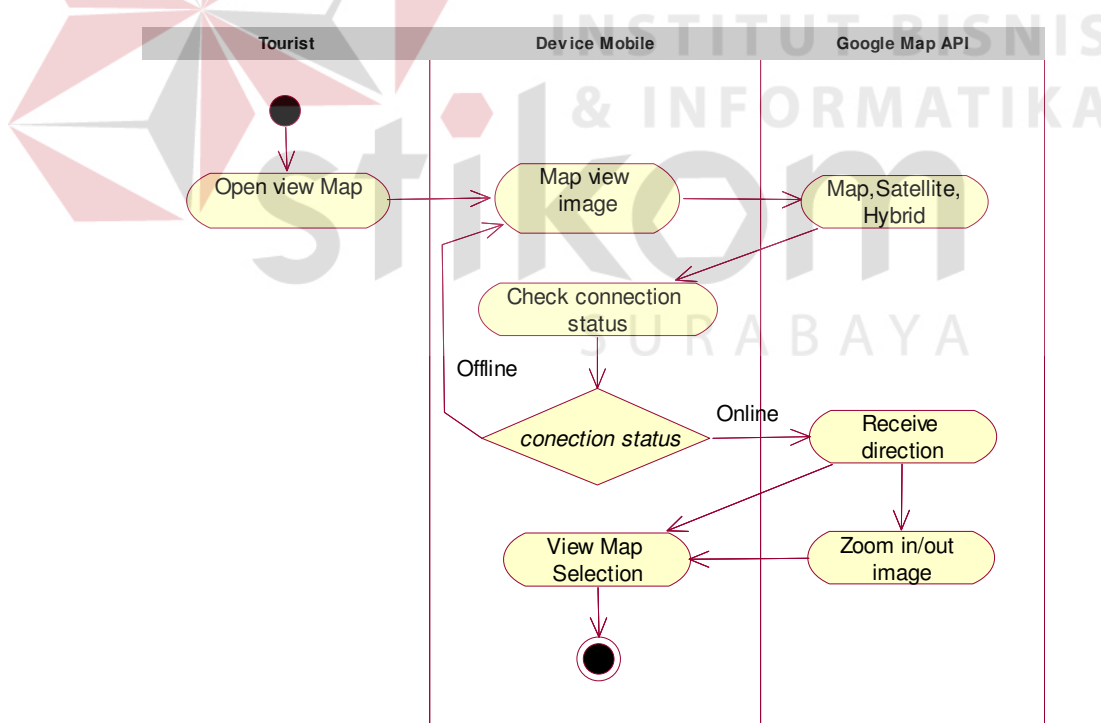 INSTITUT BISNIS
& INFORMATIKA
stikom
SURABAYA
Tourist
Device Mobile
Google Map API
Open view Map
Map view
image
Map,Satellite,
Hybrid
Check connection
status
Offline
conection status
Online
Receive
direction
View Map
Selection
Zoom in/out
image